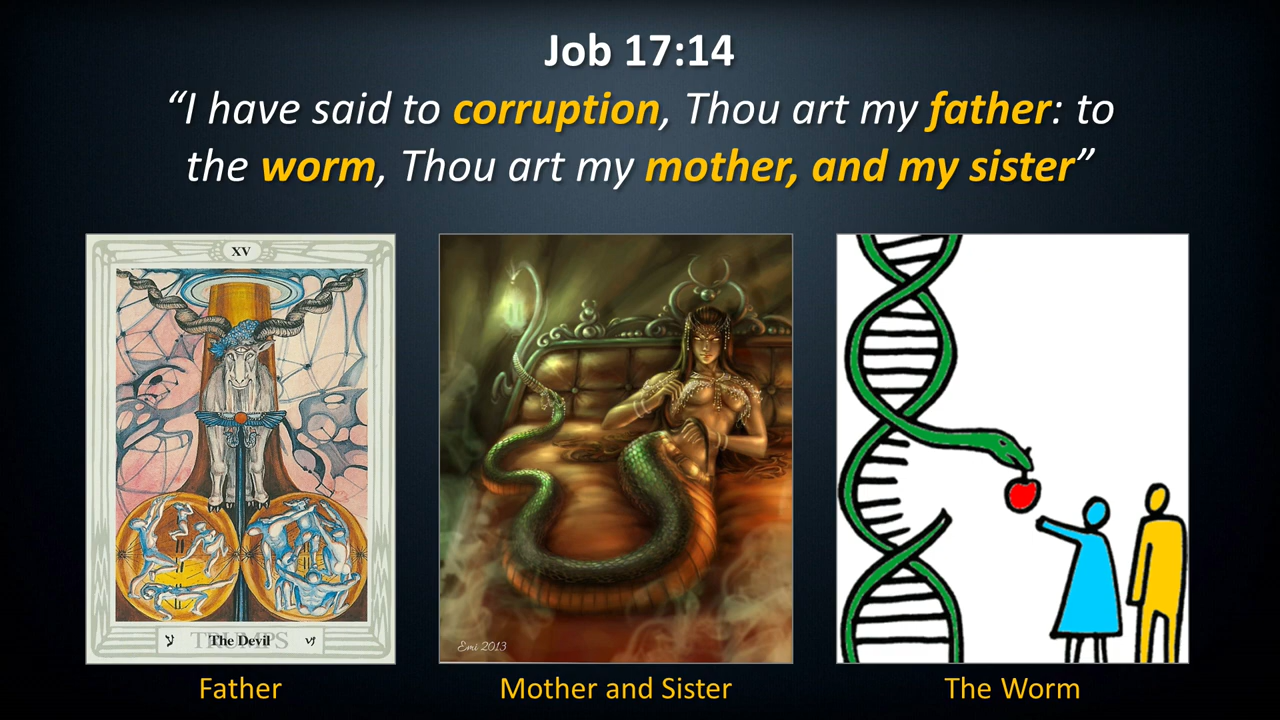 Job 17:14
“I have said to corruption, Thou art my father: to
the worm, Thou art my mother, and my sister”
XV
TRUMPS
The Devil
Emi 2013
Father
Mother and Sister
The Worm